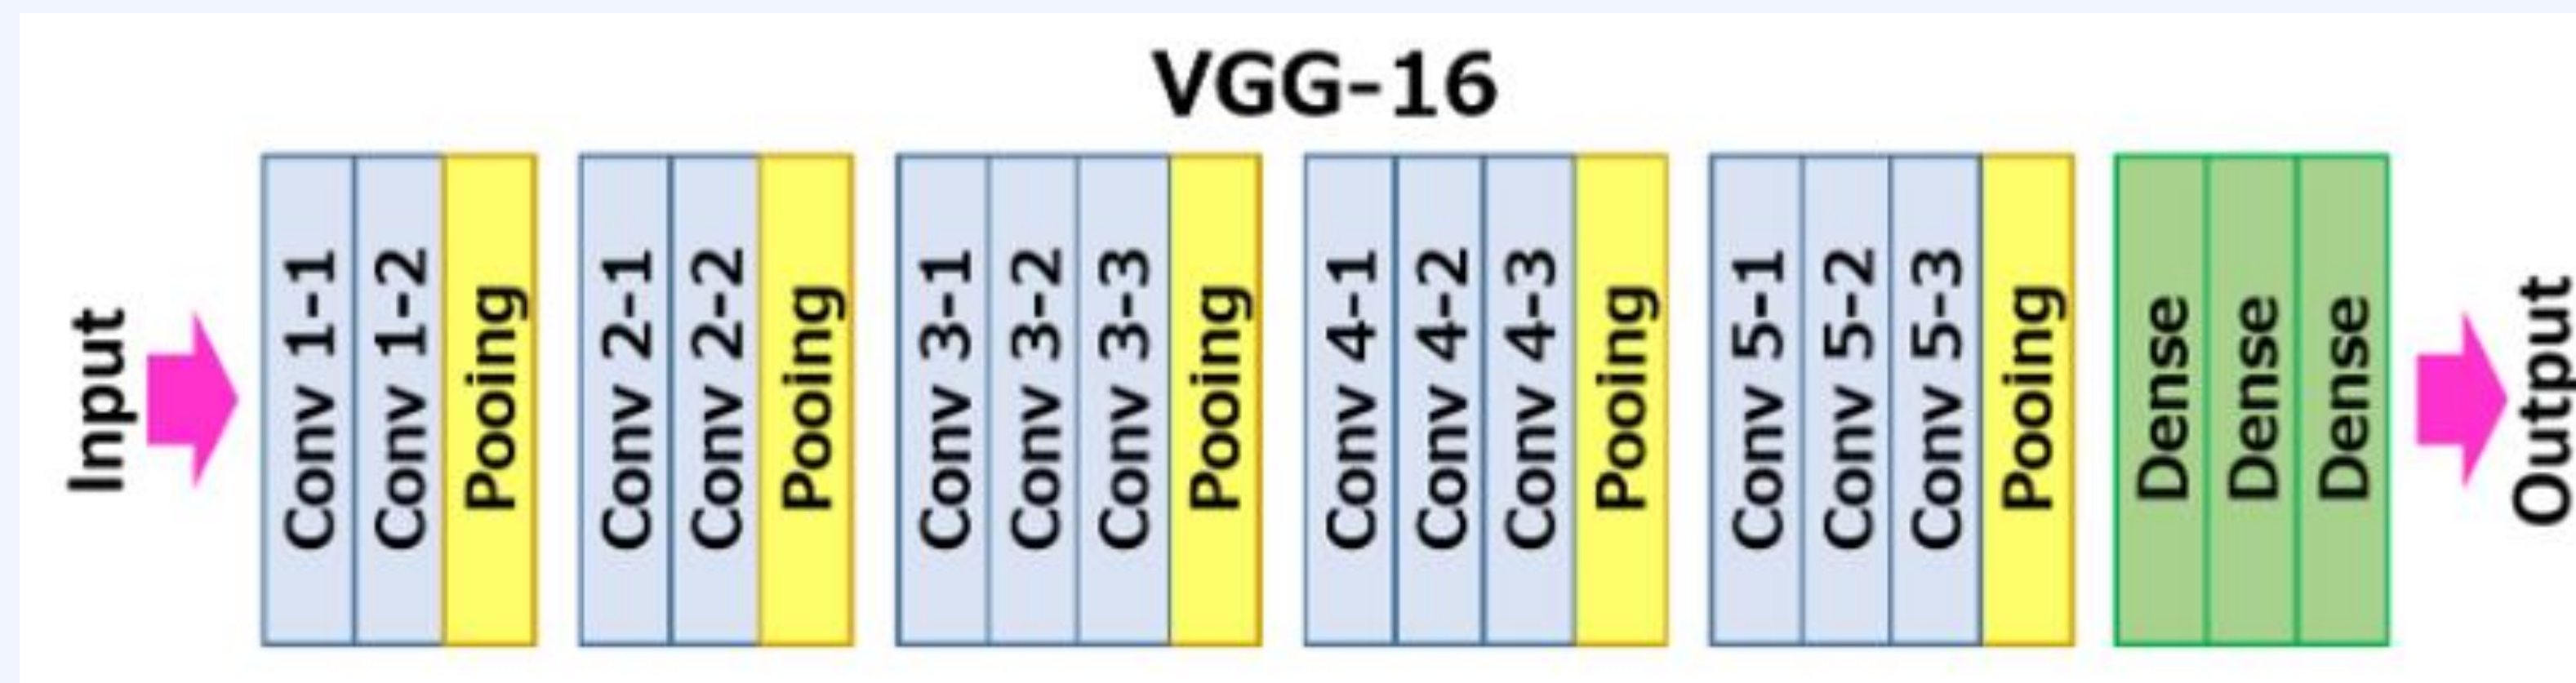 VGG-16
Input
Conv 1-1
Conv 1-2
Pooing
Conv 2-1
Conv 2-2
Pooing
Conv 3-1
Conv 3-2
Conv 3-3
Pooing
Conv 4-1
Conv 4-2
Conv 4-3
Pooing
Conv 5-1
Conv 5-2
Conv 5-3
Pooing
Dense
Dense
Dense
Output